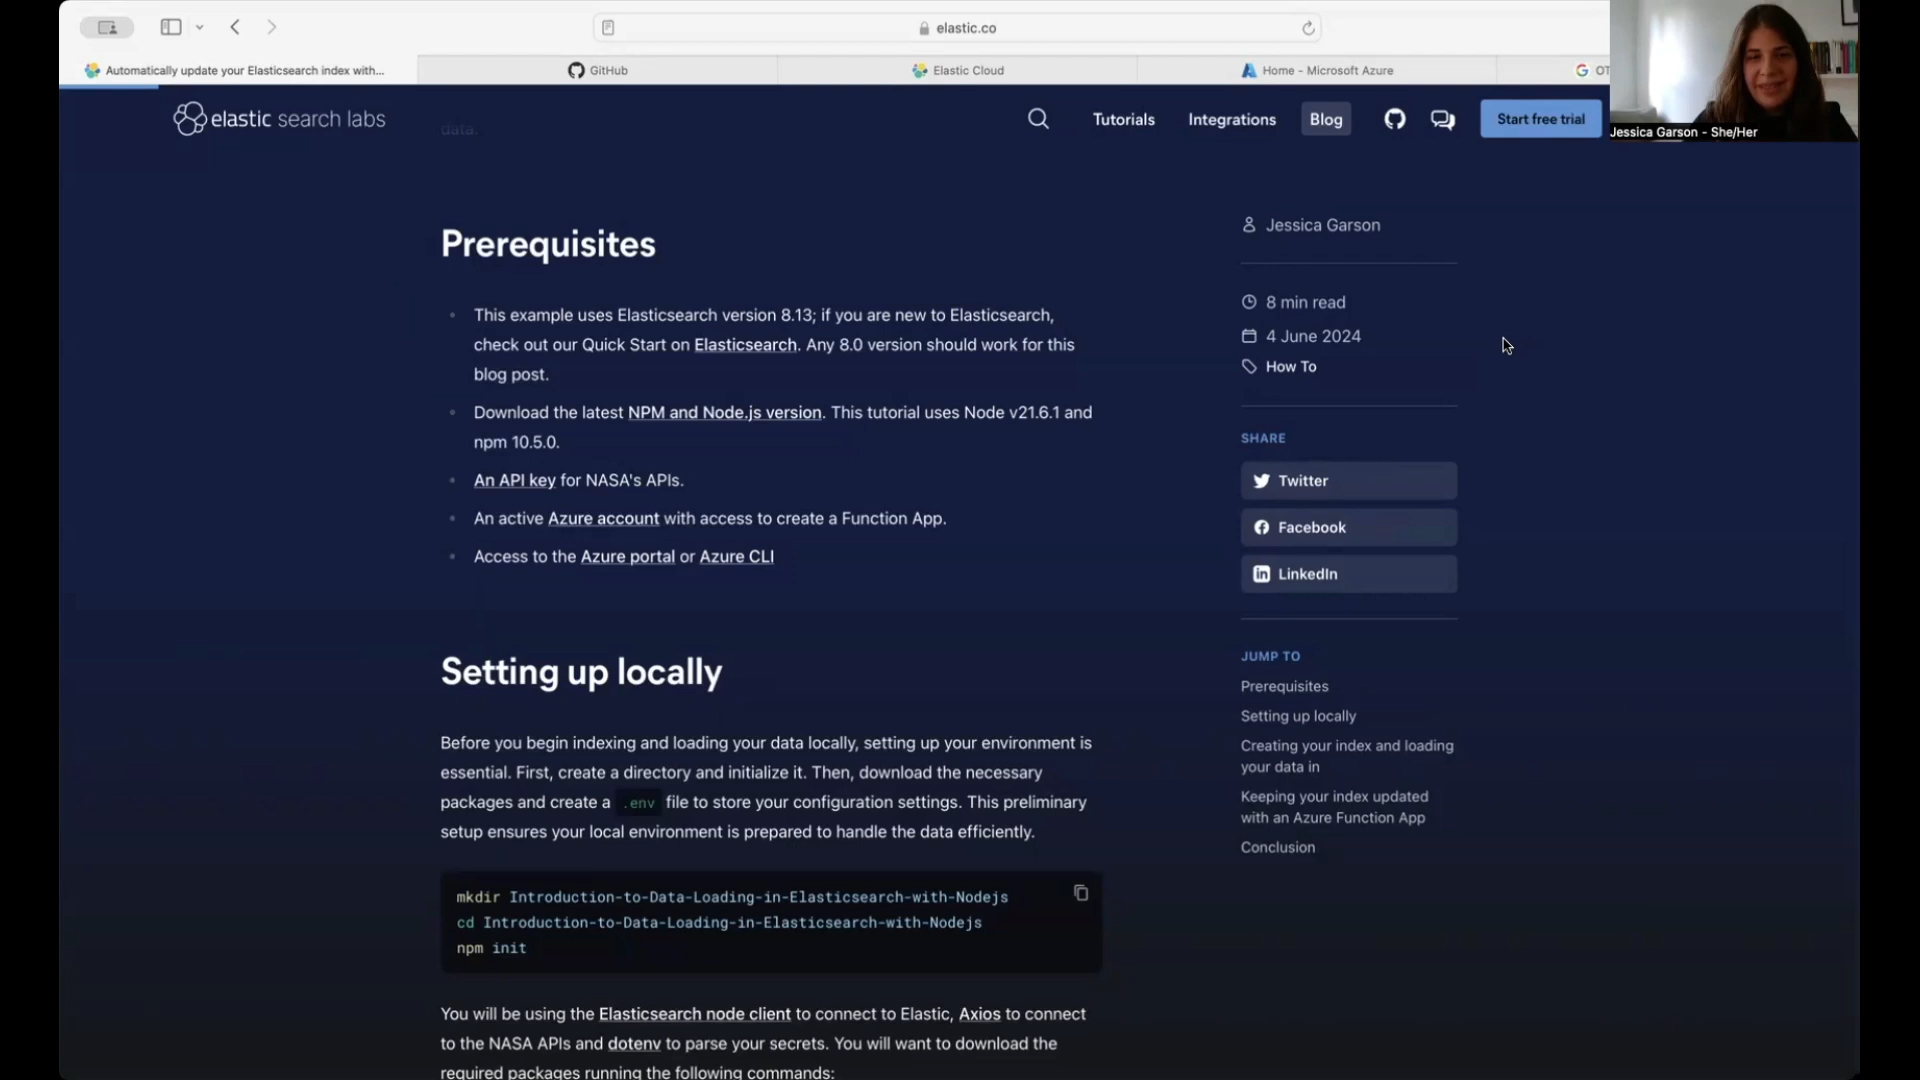 elastic.co
Automatically update your Elasticsearch index with...
GitHub
Elastic Cloud
Home - Microsoft Azure
OT
Jessica Garson - She/Her
elastic search labs
data.
Tutorials
Integrations
Blog
Start free trial
Prerequisites
This example uses Elasticsearch version 8.13; if you are new to Elasticsearch,
check out our Quick Start on Elasticsearch. Any 8.0 version should work for this
blog post.
Download the latest NPM and Node.js version. This tutorial uses Node v21.6.1 and
npm 10.5.0.
An API key for NASA's APIs.
An active Azure account with access to create a Function App.
Access to the Azure portal or Azure CLI
Setting up locally
Before you begin indexing and loading your data locally, setting up your environment is
essential. First, create a directory and initialize it. Then, download the necessary
packages and create a .env file to store your configuration settings. This preliminary
setup ensures your local environment is prepared to handle the data efficiently.
mkdir Introduction-to-Data-Loading-in-Elasticsearch-with-Nodejs
cd Introduction-to-Data-Loading-in-Elasticsearch-with-Nodejs
npm init
You will be using the Elasticsearch node client to connect to Elastic, Axios to connect
to the NASA APIs and dotenv to parse your secrets. You will want to download the
required packages running the following commands:
Jessica Garson
8 min read
4 June 2024
How To
SHARE
Twitter
Facebook
LinkedIn
JUMP TO
Prerequisites
Setting up locally
Creating your index and loading
your data in
Keeping your index updated
with an Azure Function App
Conclusion